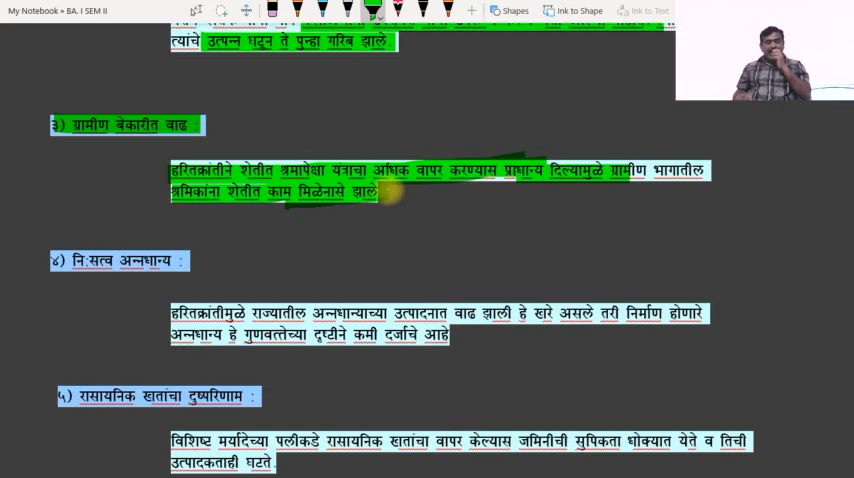 My Notebook × BA. I SEM II
Shapes
Ink to Shape
Ink to Text
त्यांचे उत्पन्न घटून ते पुन्हा गरिब झाले.
३) ग्रामीण बेकारीत वाढ :
हरितक्रांतीने शेतीत श्रमापेक्षा यंत्राचा अधिक वापर करण्यास प्राधान्य दिल्यामुळे ग्रामीण भागातील
श्रमिकांना शेतीत काम मिळेनासे झाले
४) नि:सत्व अन्नधान्य :
हरितक्रांतीमुळे राज्यातील अन्नधान्याच्या उत्पादनात वाढ झाली हे खरे असले तरी निर्माण होणारे
अन्नधान्य हे गुणवत्तेच्या दृष्टीने कमी दर्जाचे आहे
५) रासायनिक खतांचा दुष्परिणाम :
विशिष्ट मर्यादेच्या पलीकडे रासायनिक खतांचा वापर केल्यास जमिनीची सुपिकता धोक्यात येते व तिची
उत्पादकताही घटते.